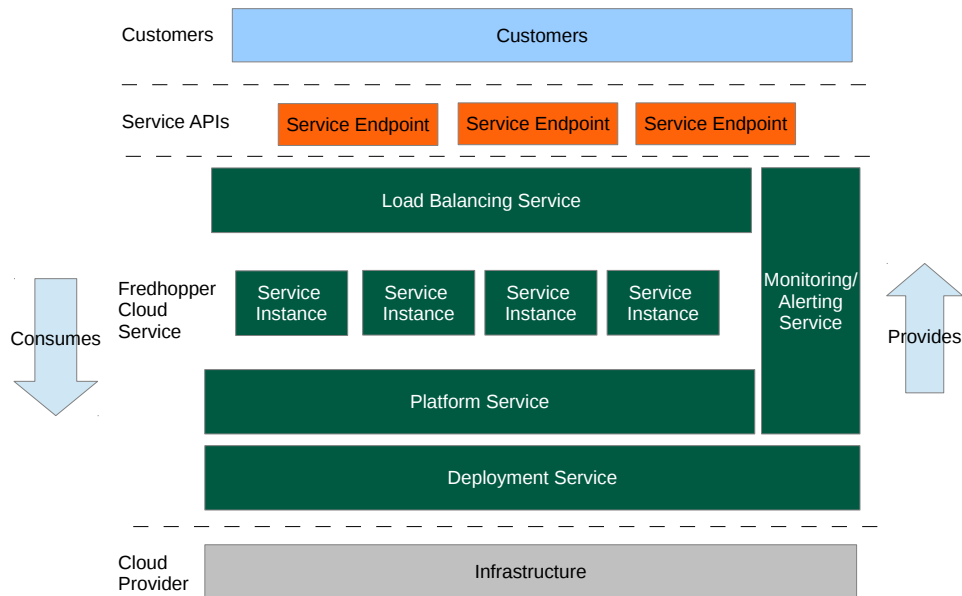 Customers
Customers
Service APIs
Service Endpoint
Service Endpoint
Service Endpoint
Load Balancing Service
Monitoring/
Alerting
Service
Fredhopper
Cloud
Service
Service
Instance
Service
Instance
Service
Instance
Service
Instance
Consumes
Provides
Platform Service
Deployment Service
Cloud
Provider
Infrastructure